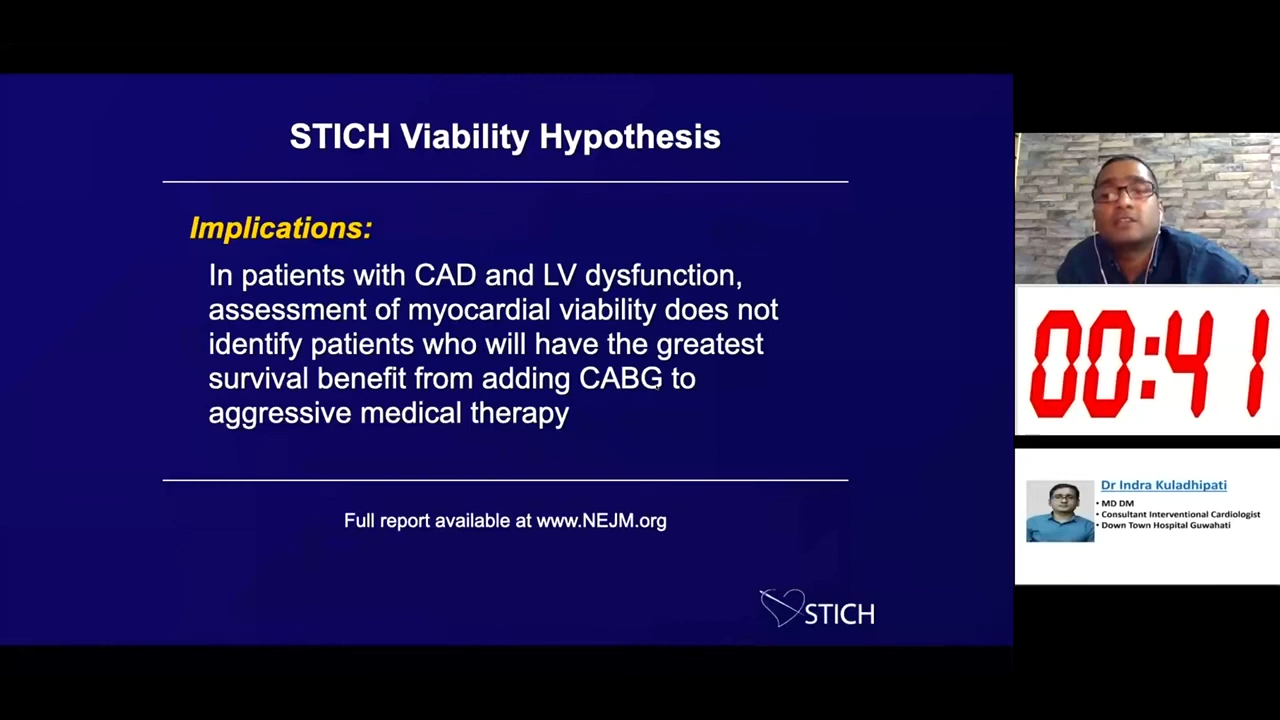 STICH Viability Hypothesis
Implications:
In patients with CAD and LV dysfunction,
assessment of myocardial viability does not
identify patients who will have the greatest
survival benefit from adding CABG to
aggressive medical therapy
Full report available at www.NEJM.org
STICH
00:41
Dr Indra Kuladhipati
• MD DM
• Consultant Interventional Cardiologist
• Down Town Hospital Guwahati